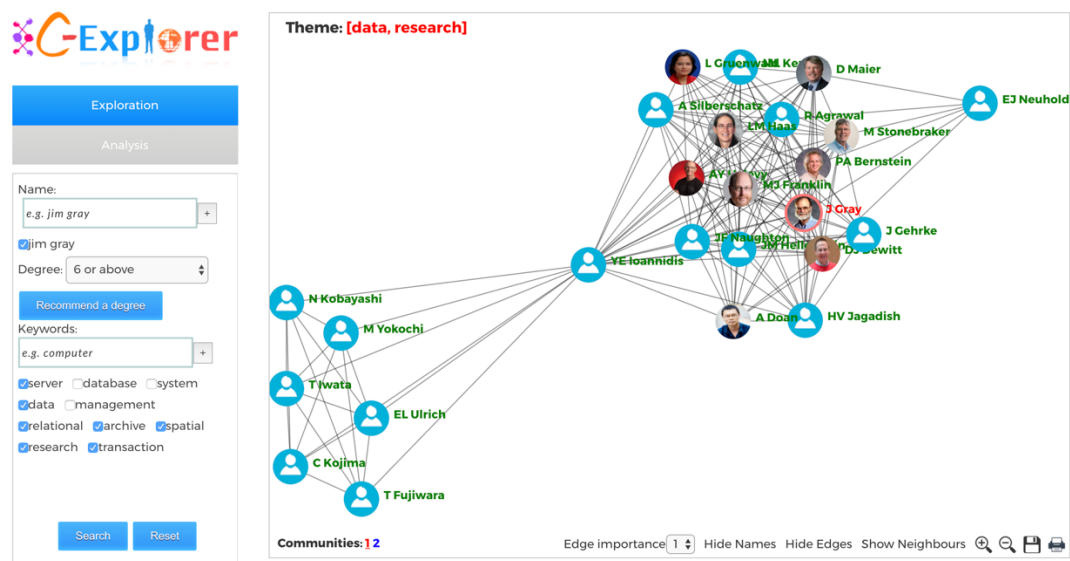 C-Explorer
Exploration
Analysis
Name:
e.g. jim gray
+
jim gray
Degree: 6 or above
Recommend a degree
Keywords:
e.g. computer
+
server database system
data management
relational archive spatial
research transaction
Search Reset
Theme: [data, research]
L Gruenwald
D Maier
EJ Neuhold
A Silberschatz
R Agrawal
LM Haas
M Stonebraker
PA Bernstein
MJ Franklin
J Gray
J Gehrke
JF Naughton
DJ Dewitt
YE Ioannidis
N Kobayashi
A Doan
HV Jagadish
M Yokochi
T Iwata
EL Ulrich
C Kojima
T Fujiwara
Communities: 1 2
Edge importance 1 Hide Names Hide Edges Show Neighbours